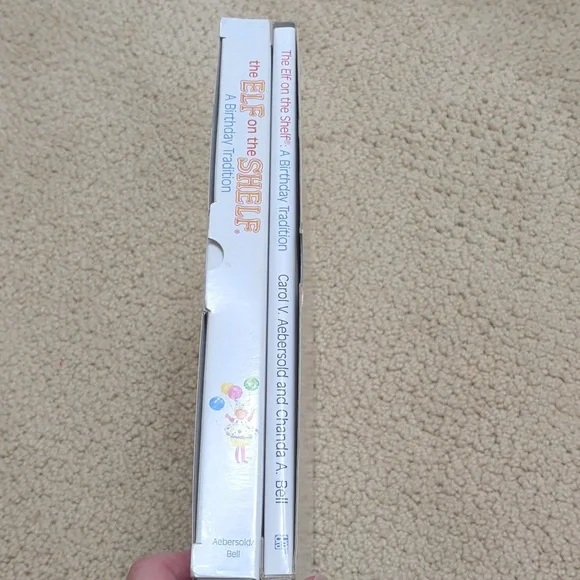 the ELF on the SHELF®
A Birthday Tradition
Aebersold/
Bell
The Elf on the Shelf®: A Birthday Tradition Carol V. Aebersold and Chanda A. Bell